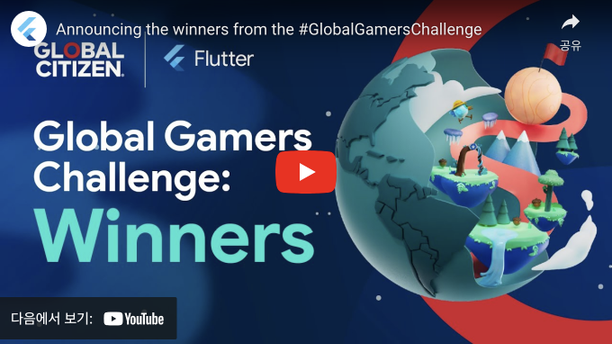 Announcing the winners from the #GlobalGamersChallenge
공유
GLOBAL
CITIZEN
Flutter
Global Gamers
Challenge:
Winners
다음에서 보기: YouTube